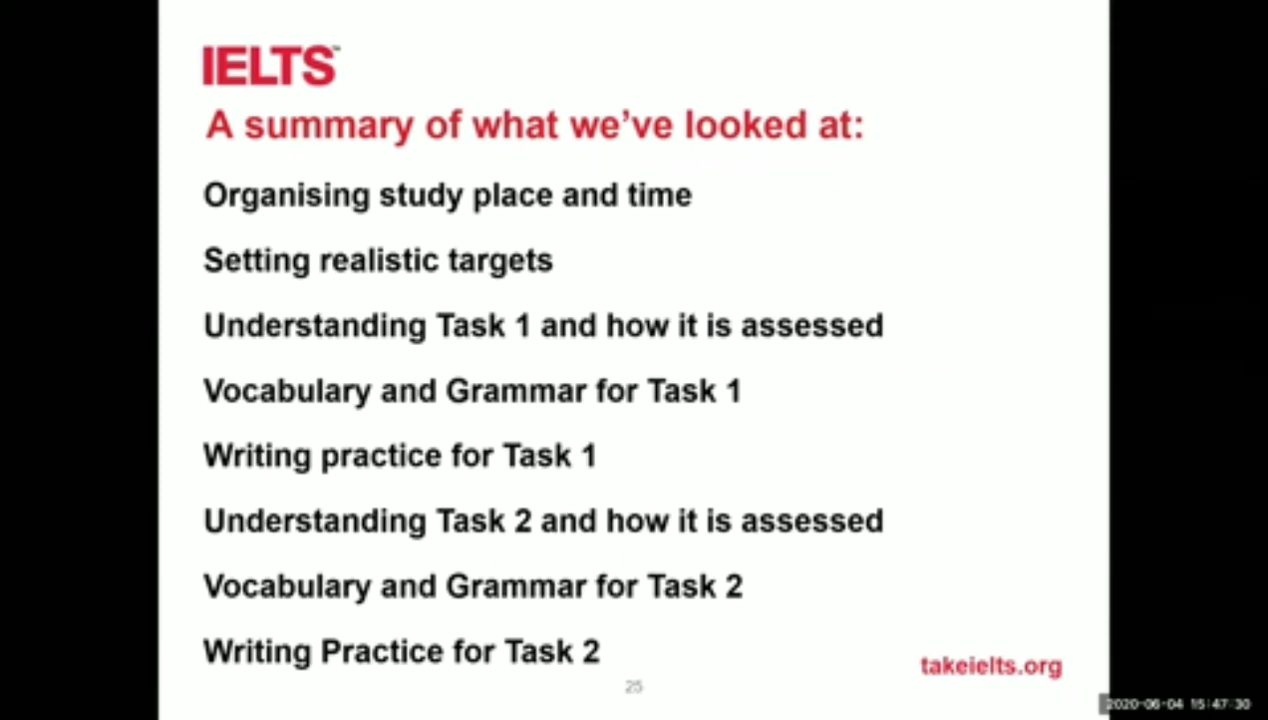 IELTS™
A summary of what we've looked at:
Organising study place and time
Setting realistic targets
Understanding Task 1 and how it is assessed
Vocabulary and Grammar for Task 1
Writing practice for Task 1
Understanding Task 2 and how it is assessed
Vocabulary and Grammar for Task 2
Writing Practice for Task 2
takeielts.org
25
2020-06-04 15:47:30